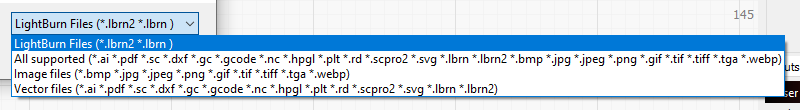 LightBurn Files (*.lbrn2 *.lbrn )
145
LightBurn Files (*.lbrn2 *.lbrn )
All supported (*.ai *.pdf *.sc *.dxf *.gc *.gcode *.nc *.hpgl *.plt *.rd *.scpro2 *.svg *.lbrn *.lbrn2 *.bmp *.jpg *.jpeg *.png *.gif *.tif *.tiff *.tga *.webp)
Image files (*.bmp *.jpg *.jpeg *.png *.gif *.tif *.tiff *.tga *.webp)
Vector files (*.ai *.pdf *.sc *.dxf *.gc *.gcode *.nc *.hpgl *.plt *.rd *.scpro2 *.svg *.lbrn *.lbrn2)
uts
ser